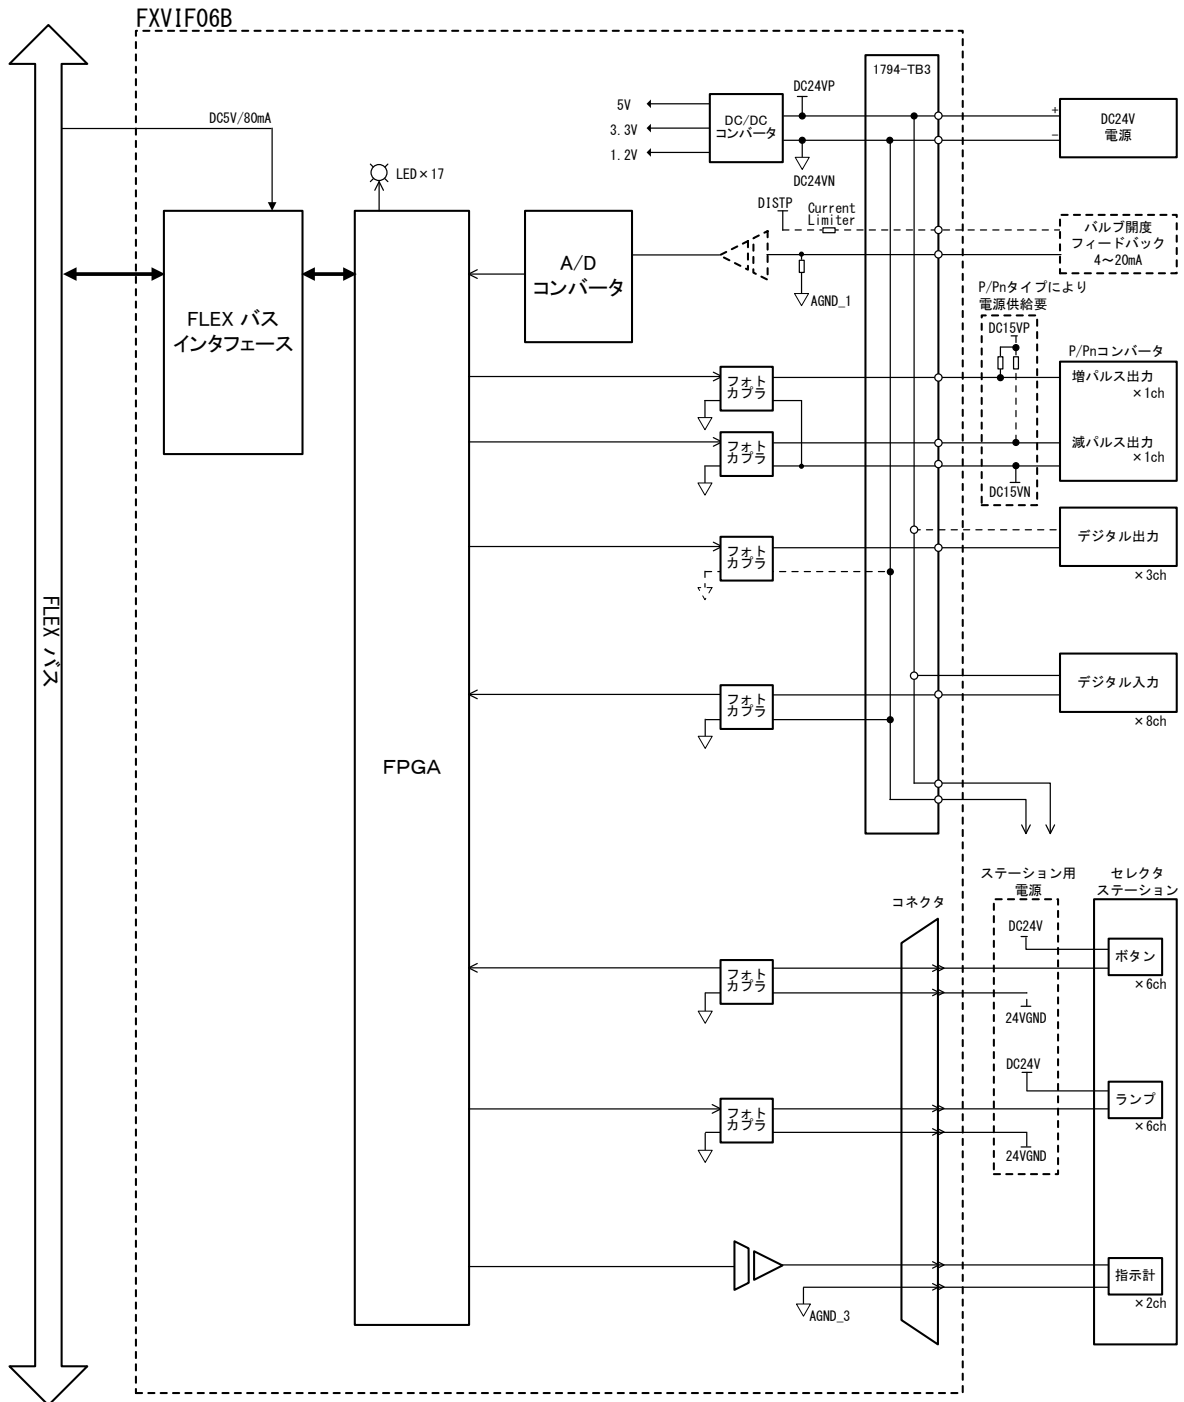 FXVIF06B
1794-TB3
DC24VP
5V
3.3V
1.2V
DC/DC
コンバータ
DC24V
電源
+
−
DC5V/80mA
DC24VN
LED×17
DISTP
Current
Limiter
バルブ開度
フィードバック
4～20mA
A/D
コンバータ
AGND_1
P/Pnタイプにより
電源供給要
DC15VP
FLEX バス
インタフェース
P/Pnコンバータ
増パルス出力
×1ch
フォト
カプラ
減パルス出力
×1ch
フォト
カプラ
DC15VN
デジタル出力
×3ch
フォト
カプラ
FLEX バス
デジタル入力
×8ch
フォト
カプラ
FPGA
ステーション用
電源
セレクタ
ステーション
コネクタ
DC24V
ボタン
×6ch
フォト
カプラ
24VGND
DC24V
ランプ
×6ch
フォト
カプラ
24VGND
指示計
×2ch
AGND_3